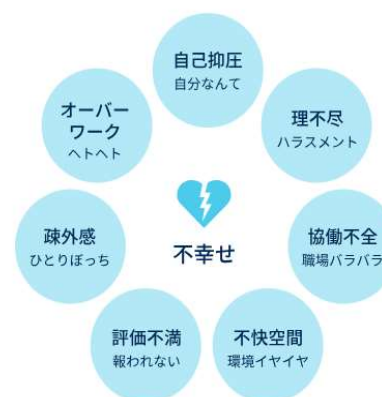 自己抑圧
自分なんて
理不尽
ハラスメント
協働不全
職場バラバラ
不快空間
環境イヤイヤ
評価不満
報われない
疎外感
ひとりぼっち
オーバー
ワーク
ヘトヘト
不幸せ